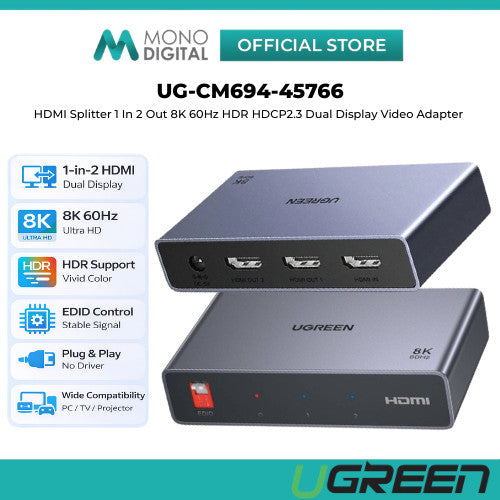 MONO
DIGITAL
OFFICIAL STORE
UG-CM694-45766
HDMI Splitter 1 In 2 Out 8K 60Hz HDR HDCP2.3 Dual Display Video Adapter
1-in-2 HDMI
Dual Display
8K
ULTRA HD
8K 60Hz
Ultra HD
HDR
HDR Support
Vivid Color
EDID Control
Stable Signal
Plug & Play
No Driver
Wide Compatibility
PC / TV / Projector
8K
60Hz
UGREEN
HDMI OUT 2
HDMI OUT 1
HDMI IN
UGREEN
8K
60Hz
EDID
HDMI
UGREEN